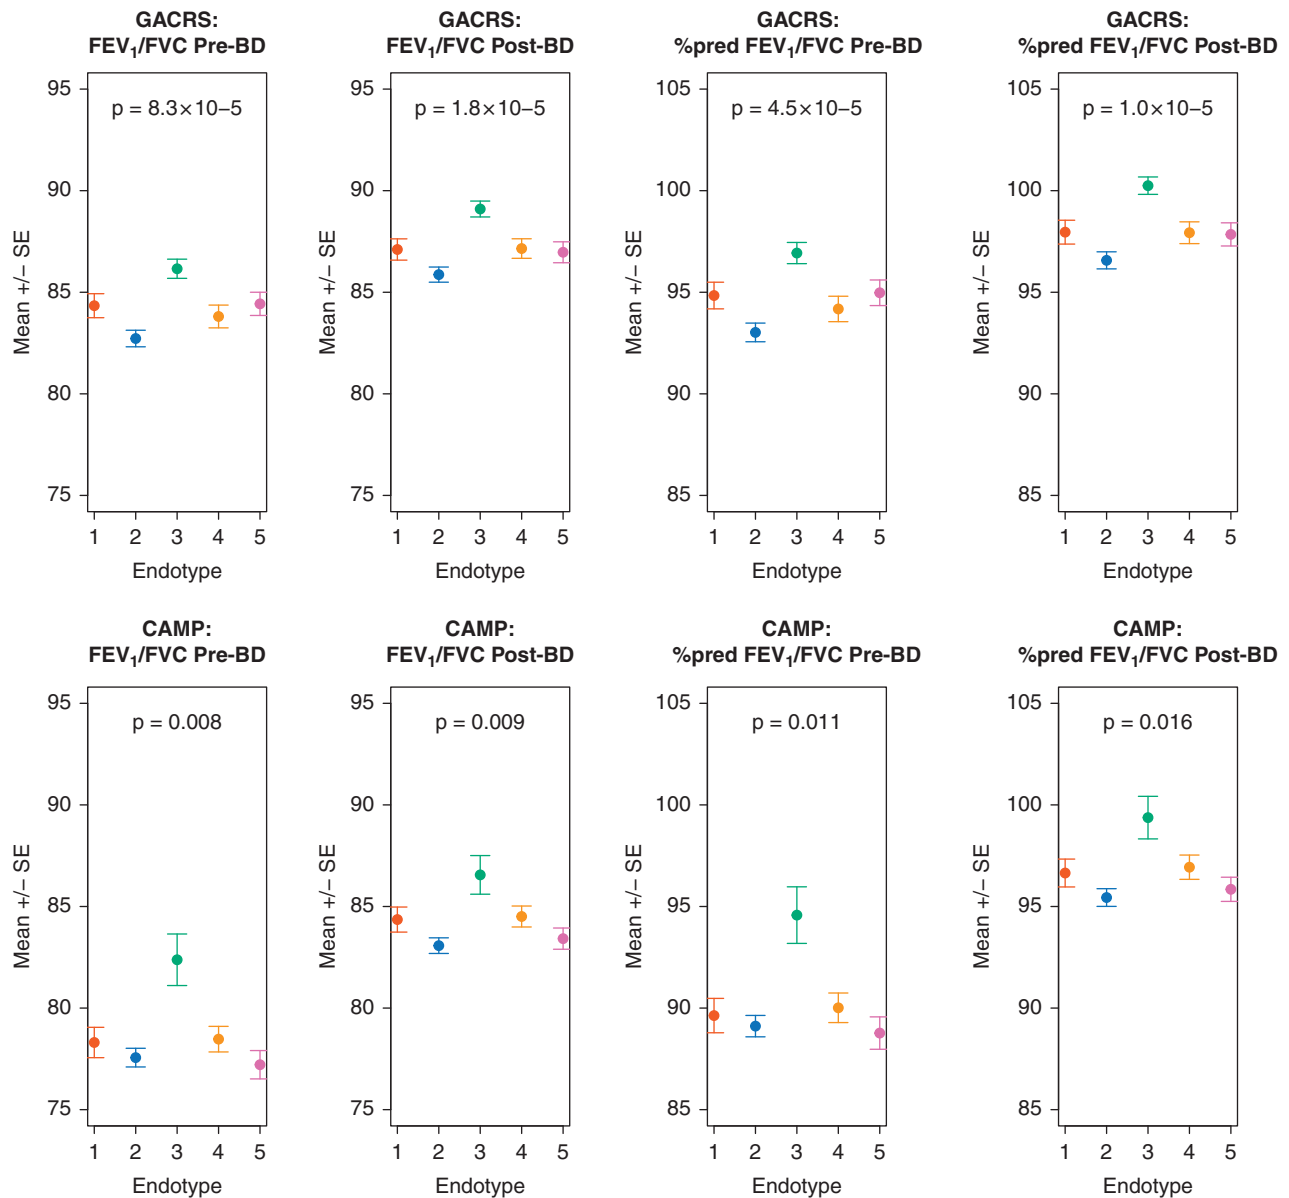 GACRS:
FEV₁/FVC Pre-BD
95
90
85
80
75
Mean +/– SE
p = 8.3×10–5
1 2 3 4 5
Endotype
GACRS:
FEV₁/FVC Post-BD
95
90
85
80
75
Mean +/– SE
p = 1.8×10–5
1 2 3 4 5
Endotype
GACRS:
%pred FEV₁/FVC Pre-BD
105
100
95
90
85
Mean +/– SE
p = 4.5×10–5
1 2 3 4 5
Endotype
GACRS:
%pred FEV₁/FVC Post-BD
105
100
95
90
85
Mean +/– SE
p = 1.0×10–5
1 2 3 4 5
Endotype
CAMP:
FEV₁/FVC Pre-BD
95
90
85
80
75
Mean +/– SE
p = 0.008
1 2 3 4 5
Endotype
CAMP:
FEV₁/FVC Post-BD
95
90
85
80
75
Mean +/– SE
p = 0.009
1 2 3 4 5
Endotype
CAMP:
%pred FEV₁/FVC Pre-BD
105
100
95
90
85
Mean +/– SE
p = 0.011
1 2 3 4 5
Endotype
CAMP:
%pred FEV₁/FVC Post-BD
105
100
95
90
85
Mean +/– SE
p = 0.016
1 2 3 4 5
Endotype